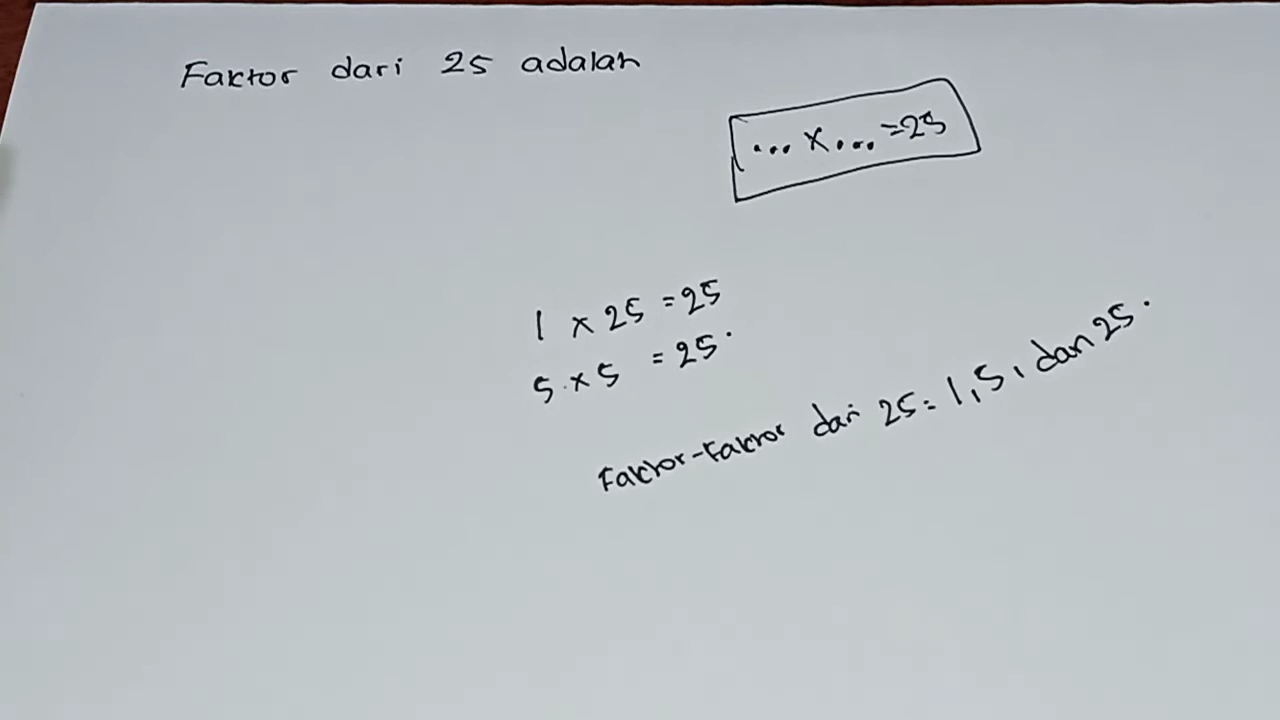 Faktor dari 25 adalah
... x ... = 25
1 x 25 = 25
5 x 5 = 25.
Faktor-Faktor dari 25 = 1, 5, dan 25.